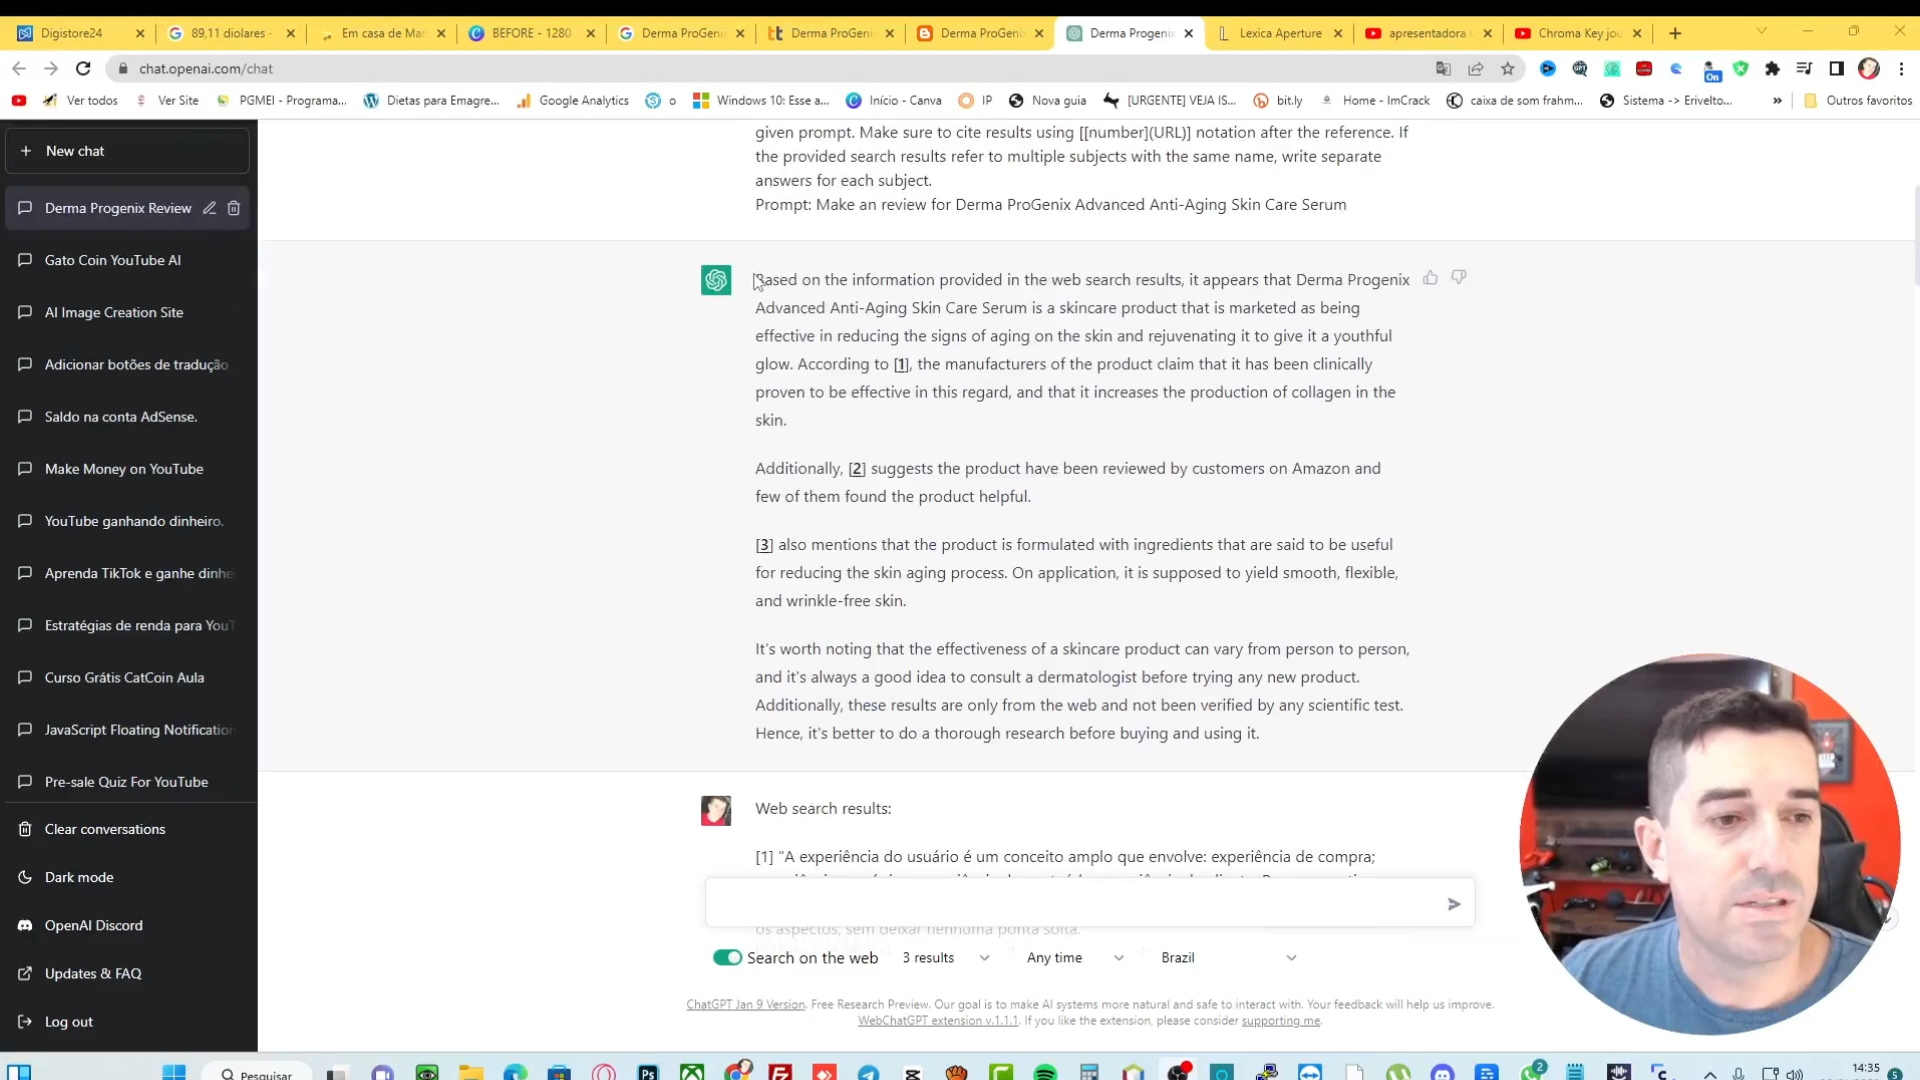 Digistore24
89,11 diolares -
Em casa de Mar
BEFORE - 1280
Derma ProGeni
Derma ProGeni
Derma ProGeno
Derma Progenix
Lexica Aperture
apresentadora
Chroma Key jou
chat.openai.com/chat
On
Ver todos
Ver Site
PGMEI - Programa...
Dietas para Emagre...
Google Analytics
o
Windows 10: Esse a...
Início - Canva
IP
Nova guia
[URGENTE] VEJA IS...
bit.ly
Home - ImCrack
caixa de som frahm...
Sistema -> Erivelto...
»
Outros favoritos
+ New chat
Derma Progenix Review
Gato Coin YouTube AI
AI Image Creation Site
Adicionar botões de tradução
Saldo na conta AdSense.
Make Money on YouTube
YouTube ganhando dinheiro.
Aprenda TikTok e ganhe dinhe
Estratégias de renda para YouT
Curso Grátis CatCoin Aula
JavaScript Floating Notification
Pre-sale Quiz For YouTube
Clear conversations
Dark mode
OpenAI Discord
Updates & FAQ
Log out
given prompt. Make sure to cite results using [[number](URL)] notation after the reference. If
the provided search results refer to multiple subjects with the same name, write separate
answers for each subject.
Prompt: Make an review for Derma ProGenix Advanced Anti-Aging Skin Care Serum
Based on the information provided in the web search results, it appears that Derma Progenix
Advanced Anti-Aging Skin Care Serum is a skincare product that is marketed as being
effective in reducing the signs of aging on the skin and rejuvenating it to give it a youthful
glow. According to [1], the manufacturers of the product claim that it has been clinically
proven to be effective in this regard, and that it increases the production of collagen in the
skin.
Additionally, [2] suggests the product have been reviewed by customers on Amazon and
few of them found the product helpful.
[3] also mentions that the product is formulated with ingredients that are said to be useful
for reducing the skin aging process. On application, it is supposed to yield smooth, flexible,
and wrinkle-free skin.
It's worth noting that the effectiveness of a skincare product can vary from person to person,
and it's always a good idea to consult a dermatologist before trying any new product.
Additionally, these results are only from the web and not been verified by any scientific test.
Hence, it's better to do a thorough research before buying and using it.
Web search results:
[1] "A experiência do usuário é um conceito amplo que envolve: experiência de compra;
os aspectos, sem deixar nenhuma ponta solta.
Search on the web
3 results
Any time
Brazil
ChatGPT Jan 9 Version. Free Research Preview. Our goal is to make AI systems more natural and safe to interact with. Your feedback will help us improve.
WebChatGPT extension v.1.1.1. If you like the extension, please consider supporting me.
Pesquisar
2
14:35
5